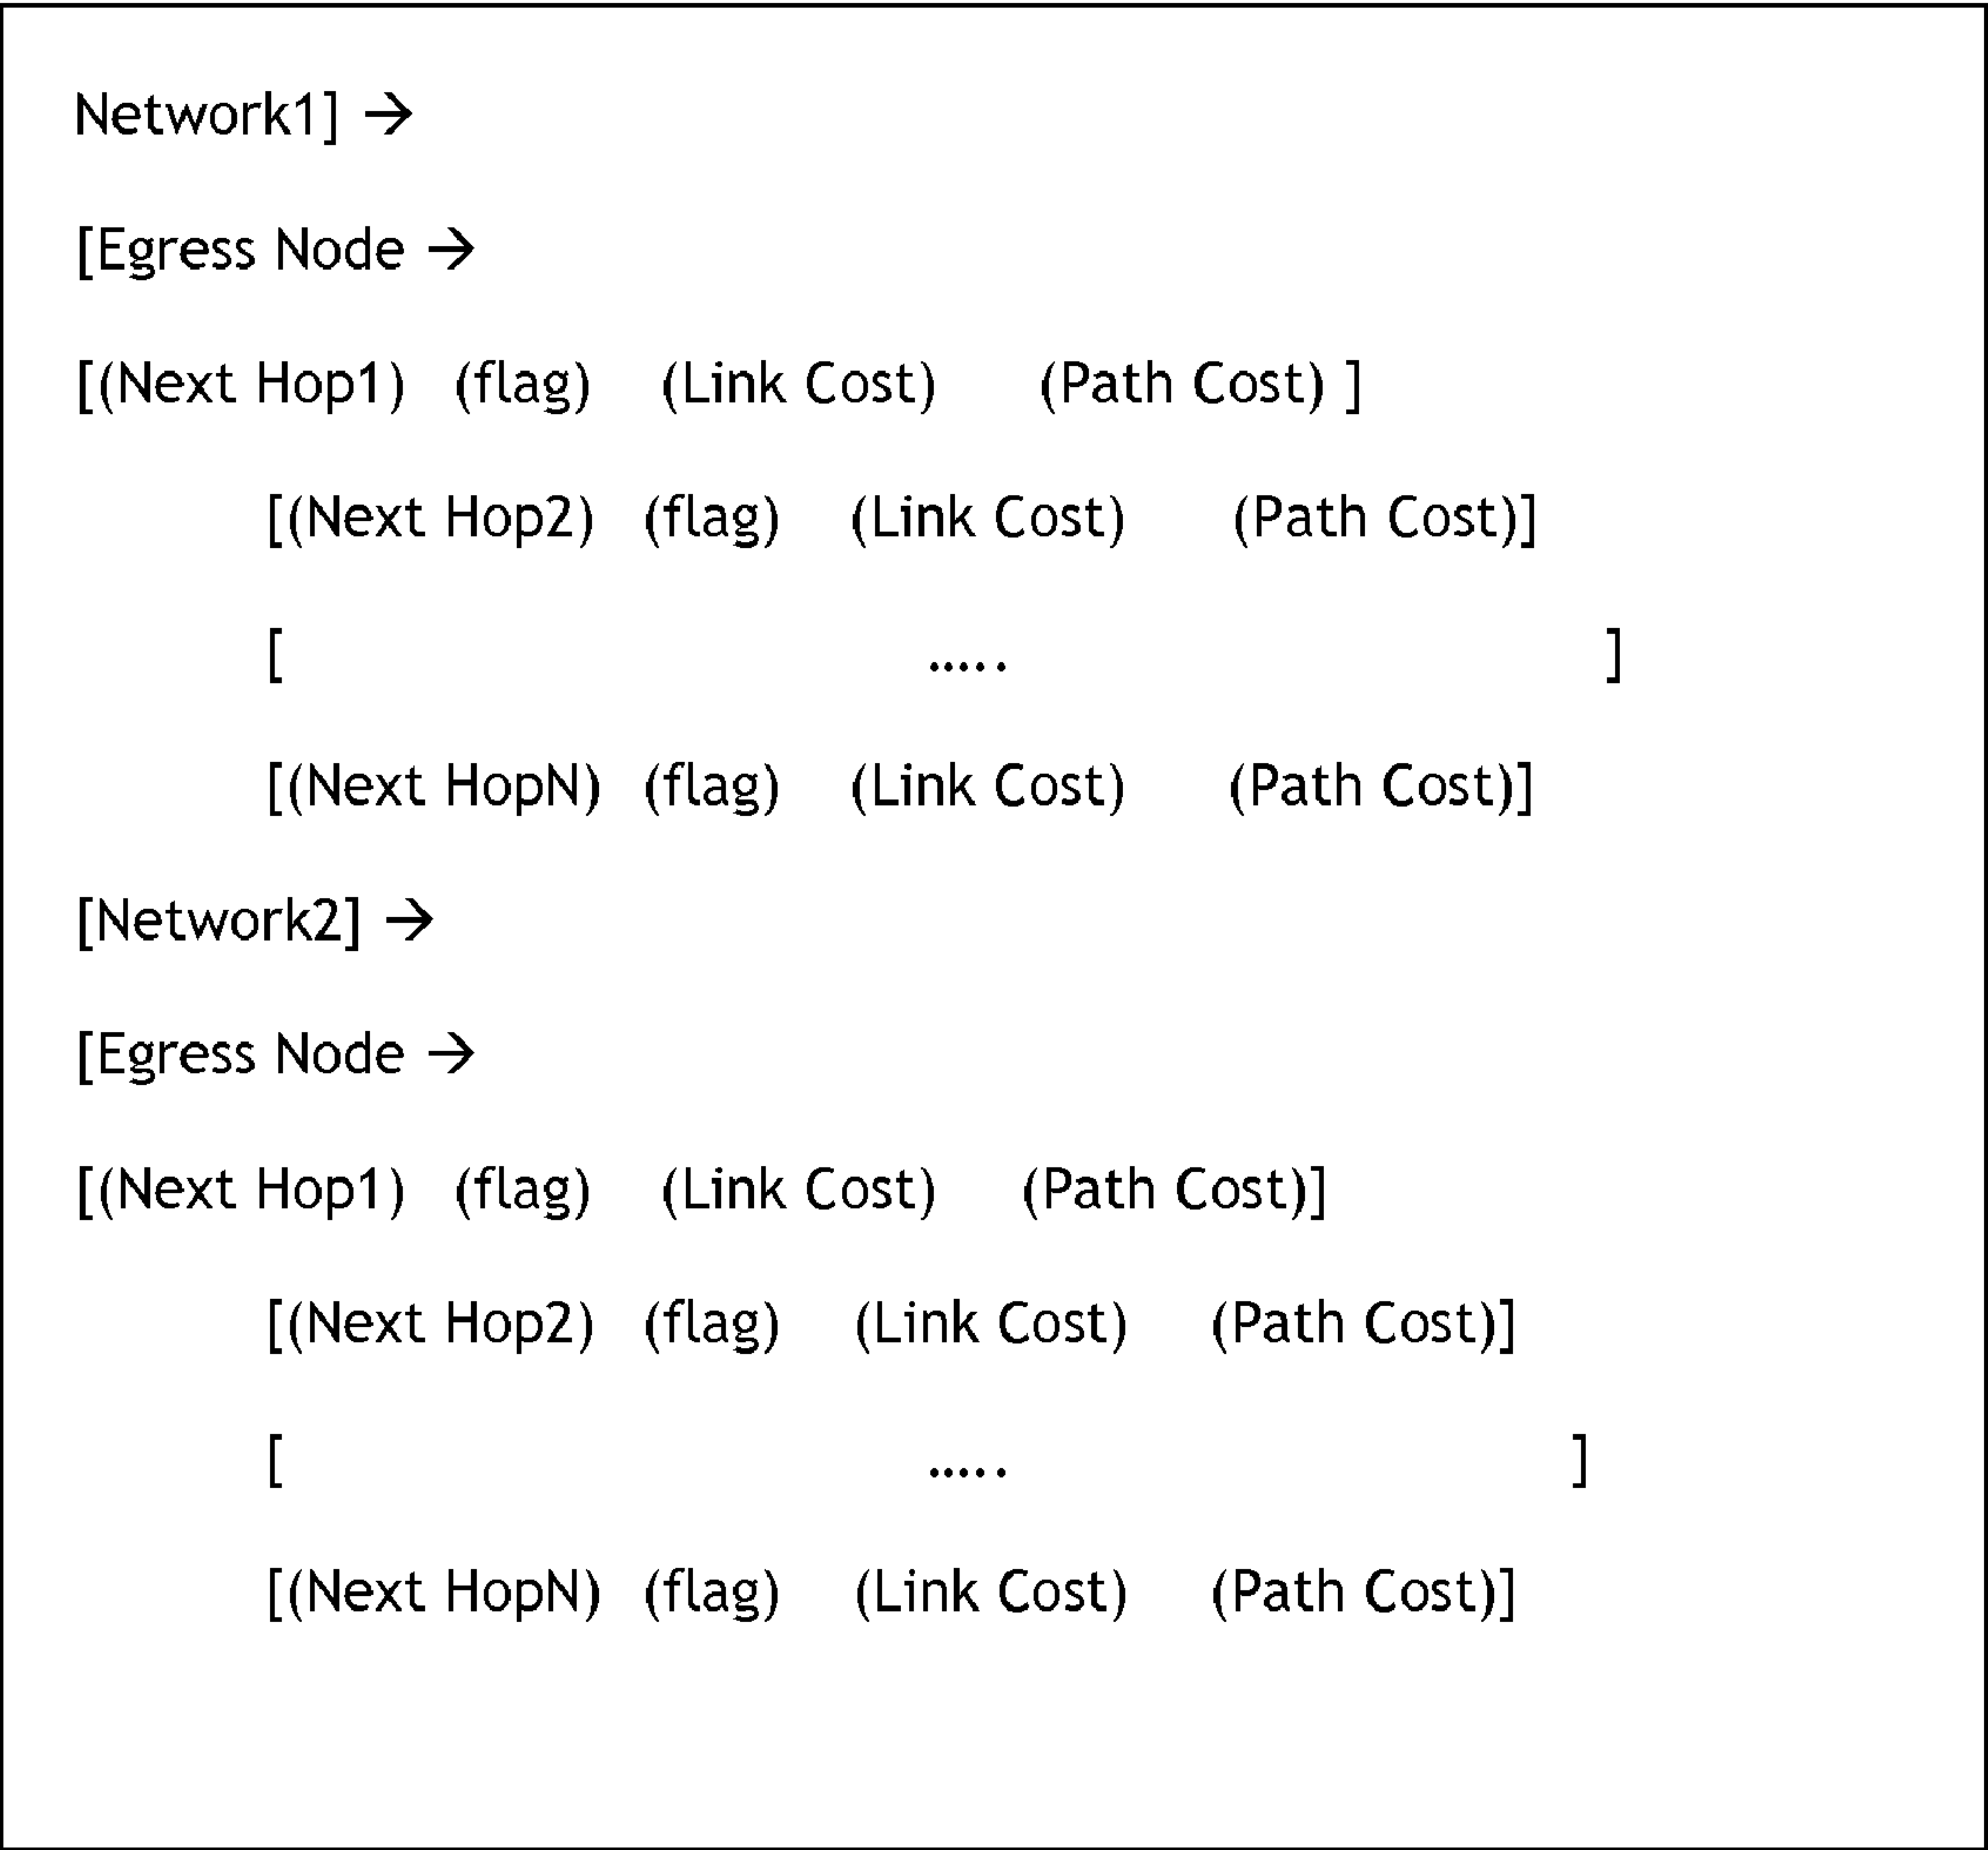 Network1] →
[Egress Node →
[(Next Hop1) (flag) (Link Cost) (Path Cost) ]
[(Next Hop2) (flag) (Link Cost) (Path Cost)]
[ ..... ]
[(Next HopN) (flag) (Link Cost) (Path Cost)]
[Network2] →
[Egress Node →
[(Next Hop1) (flag) (Link Cost) (Path Cost)]
[(Next Hop2) (flag) (Link Cost) (Path Cost)]
[ ..... ]
[(Next HopN) (flag) (Link Cost) (Path Cost)]